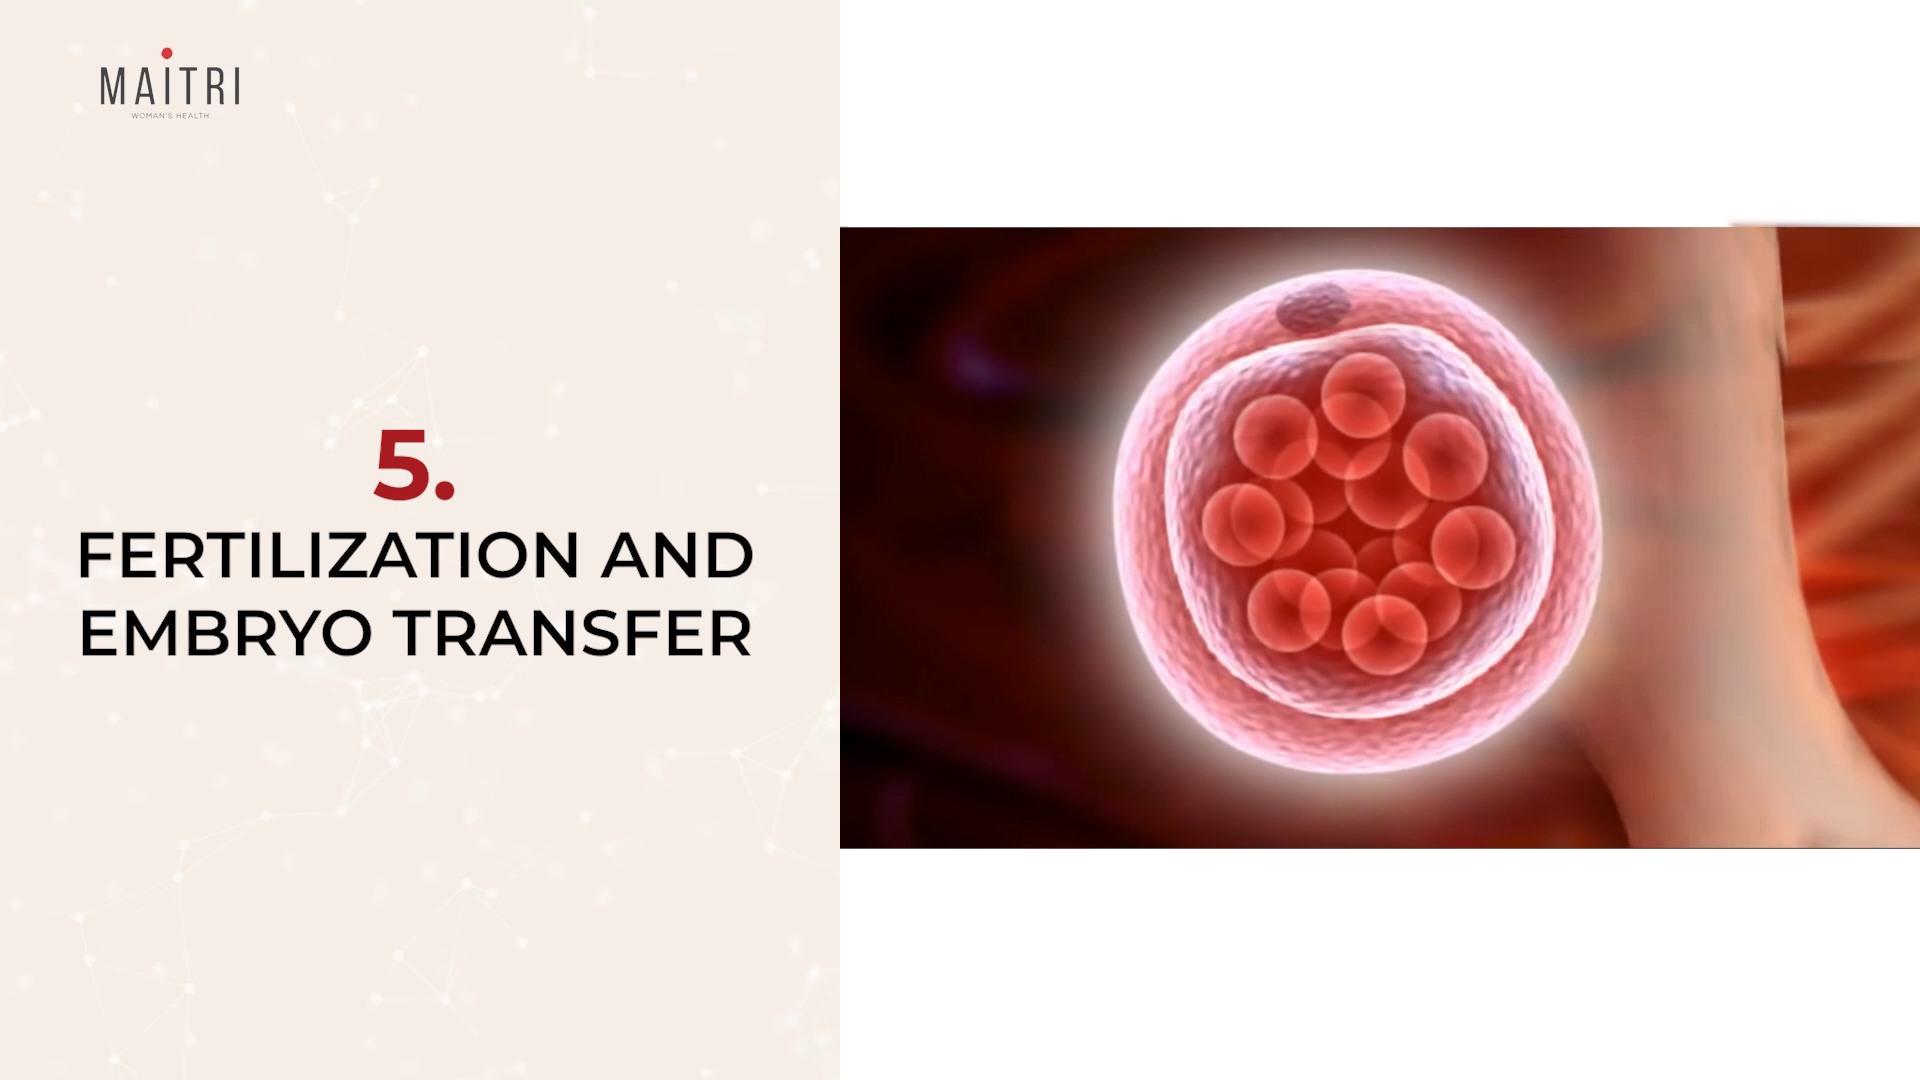 MAITRI
WOMAN'S HEALTH
5.
FERTILIZATION AND
EMBRYO TRANSFER